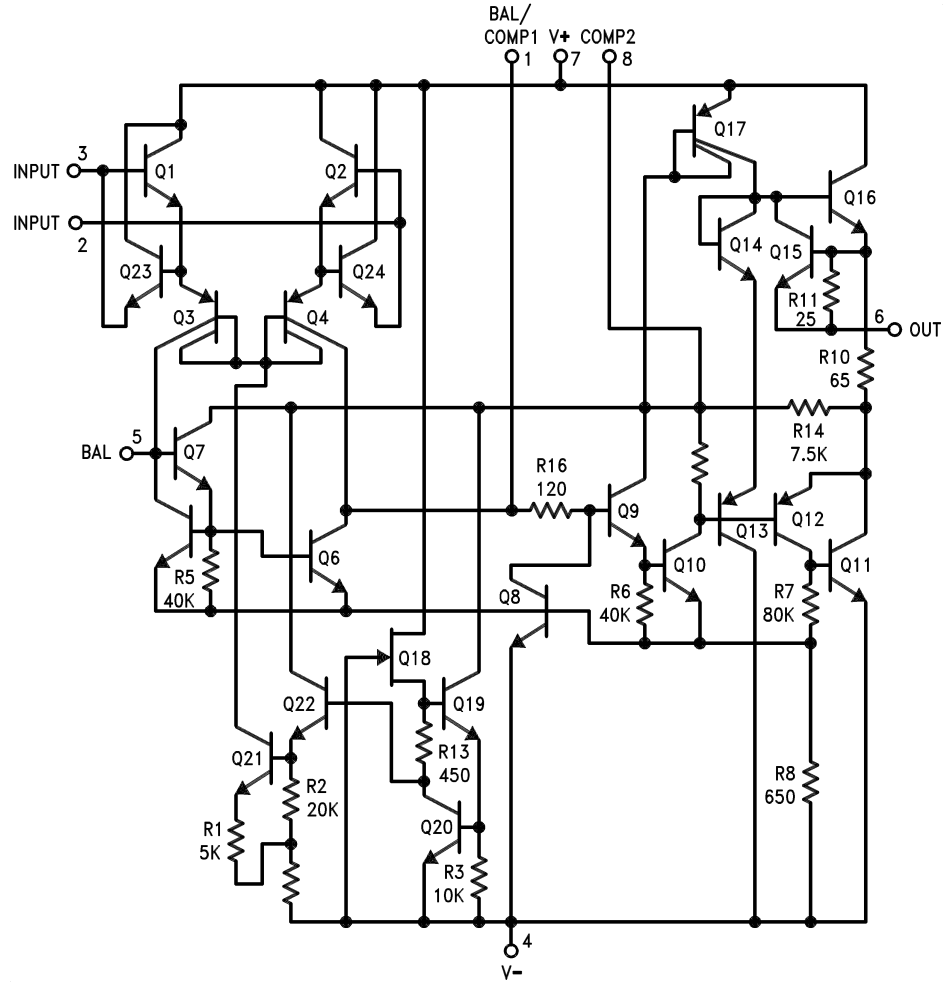 BAL/
COMP1 V+ COMP2
1 7 8
Q17
3
INPUT Q1 Q2
Q16
INPUT
2
Q14 Q15
Q23 Q24
R11
25
Q3 Q4
6
OUT
R10
65
5
BAL Q7
R14
7.5K
R16
120
Q9
Q13 Q12
Q6
Q10 Q11
R5
40K
Q8
R6
40K
R7
80K
Q18
Q22 Q19
Q21
R13
450
R2
20K
R8
650
R1
5K
Q20
R3
10K
4
V-